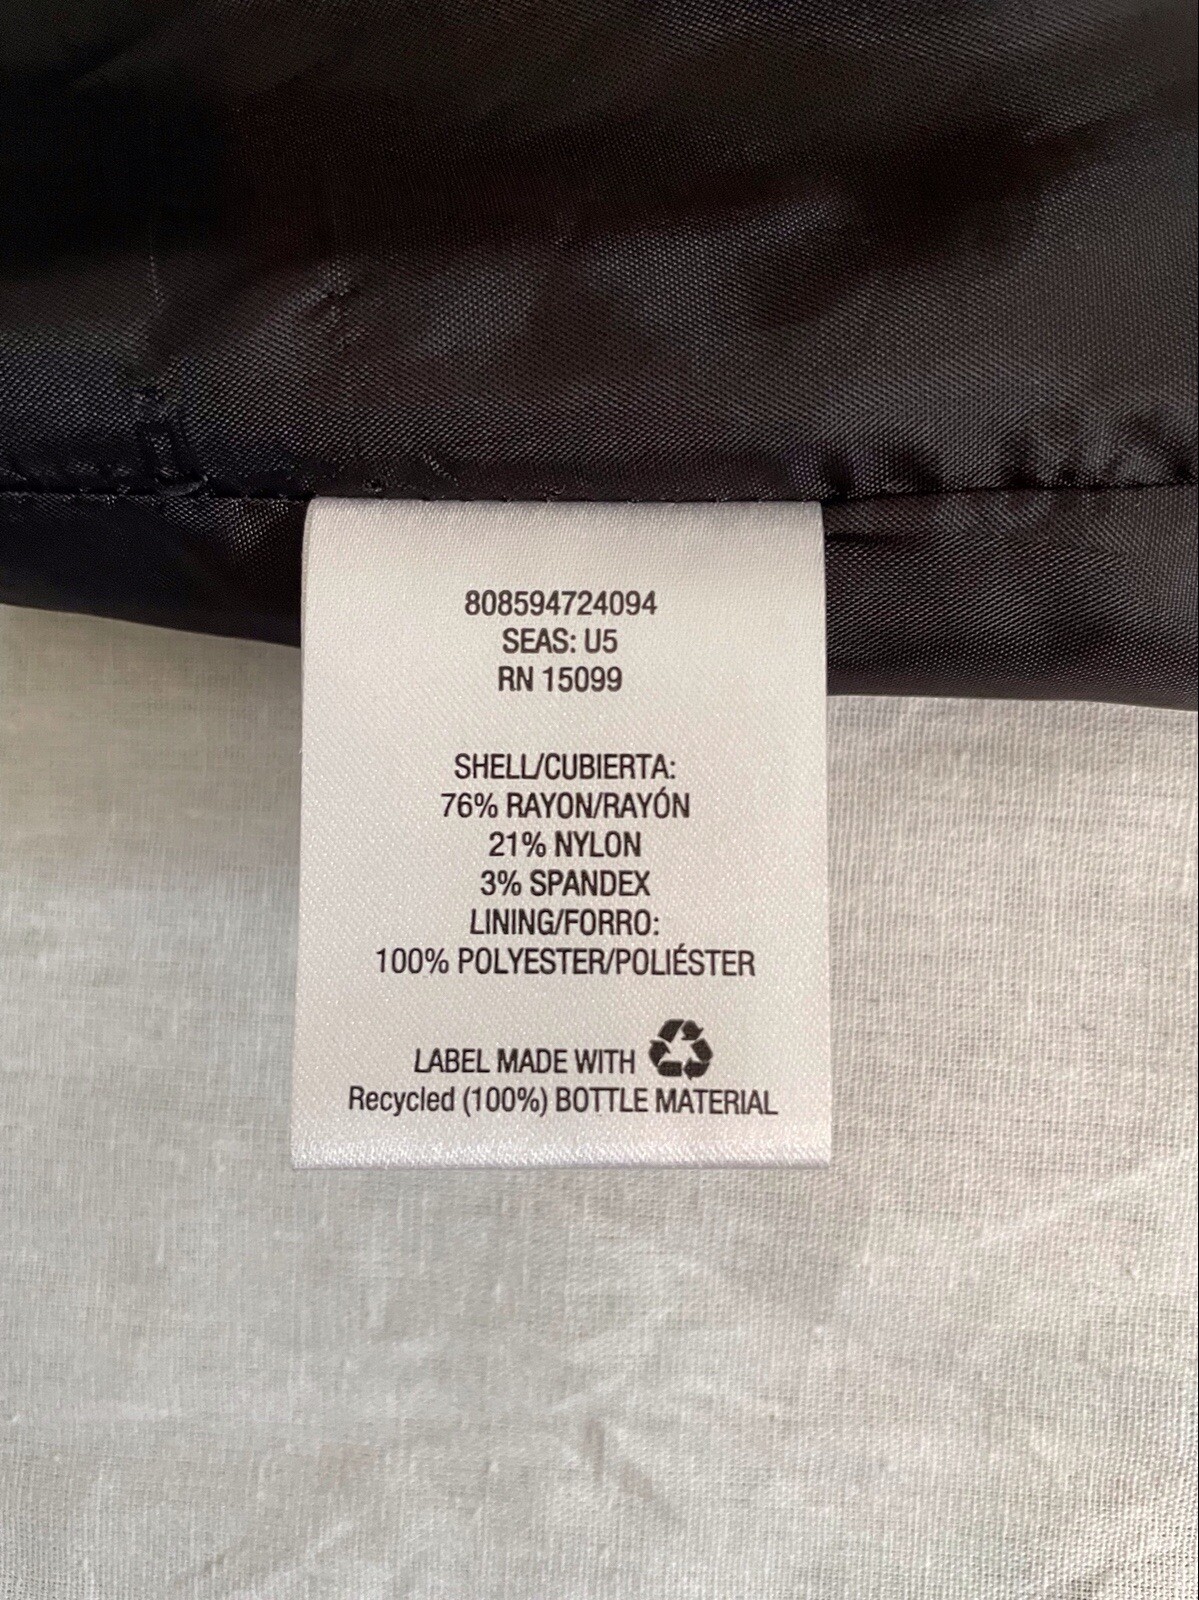 808594724094
SEAS: U5
RN 15099
SHELL/CUBIERTA:
76% RAYON/RAYÓN
21% NYLON
3% SPANDEX
LINING/FORRO:
100% POLYESTER/POLIÉSTER
LABEL MADE WITH
Recycled (100%) BOTTLE MATERIAL